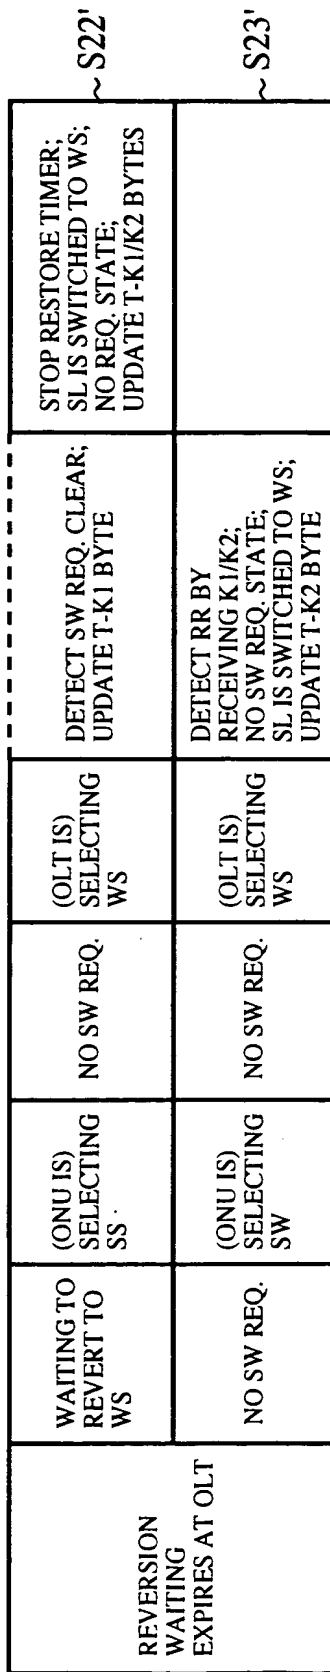 REVERSION
WAITING
EXPIRES AT OLT
WAITING TO
REVERT TO
WS
(ONU IS)
SELECTING
SS
NO SW REQ.
(OLT IS)
SELECTING
WS
DETECT SW REQ. CLEAR;
UPDATE T-K1 BYTE
STOP RESTORE TIMER;
SL IS SWITCHED TO WS;
NO REQ. STATE;
UPDATE T-K1/K2 BYTES
~ S22'
NO SW REQ.
(ONU IS)
SELECTING
SW
NO SW REQ.
(OLT IS)
SELECTING
WS
DETECT RR BY
RECEIVING K1/K2;
NO SW REQ. STATE;
SL IS SWITCHED TO WS;
UPDATE T-K2 BYTE
~ S23'